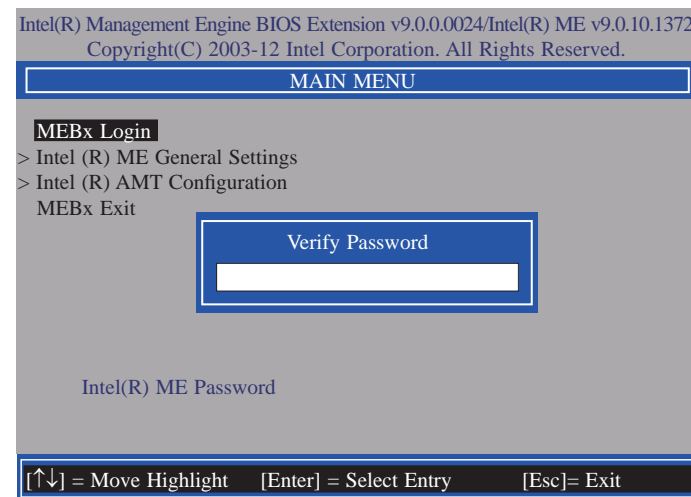 Intel(R) Management Engine BIOS Extension v9.0.0.0024/Intel(R) ME v9.0.10.1372
Copyright(C) 2003-12 Intel Corporation. All Rights Reserved.
MAIN MENU
MEBx Login
> Intel (R) ME General Settings
> Intel (R) AMT Configuration
MEBx Exit
Verify Password
Intel(R) ME Password
[↑↓] = Move Highlight [Enter] = Select Entry [Esc]= Exit